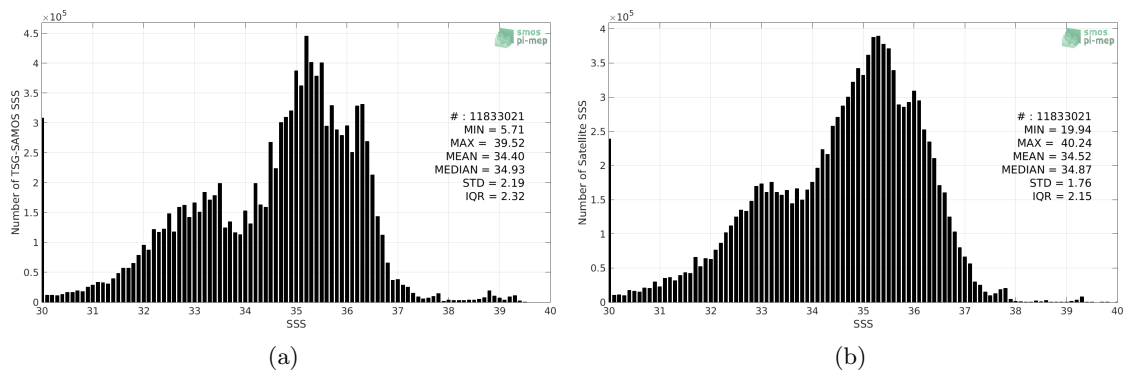 ×10⁵
4.5
4
3.5
3
2.5
2
1.5
1
0.5
0
Number of TSG-SAMOS SSS
30 31 32 33 34 35 36 37 38 39 40
SSS
smos
pi-mep
# : 11833021
MIN = 5.71
MAX = 39.52
MEAN = 34.40
MEDIAN = 34.93
STD = 2.19
IQR = 2.32
(a)
×10⁵
4
3.5
3
2.5
2
1.5
1
0.5
0
Number of Satellite SSS
30 31 32 33 34 35 36 37 38 39 40
SSS
smos
pi-mep
# : 11833021
MIN = 19.94
MAX = 40.24
MEAN = 34.52
MEDIAN = 34.87
STD = 1.76
IQR = 2.15
(b)